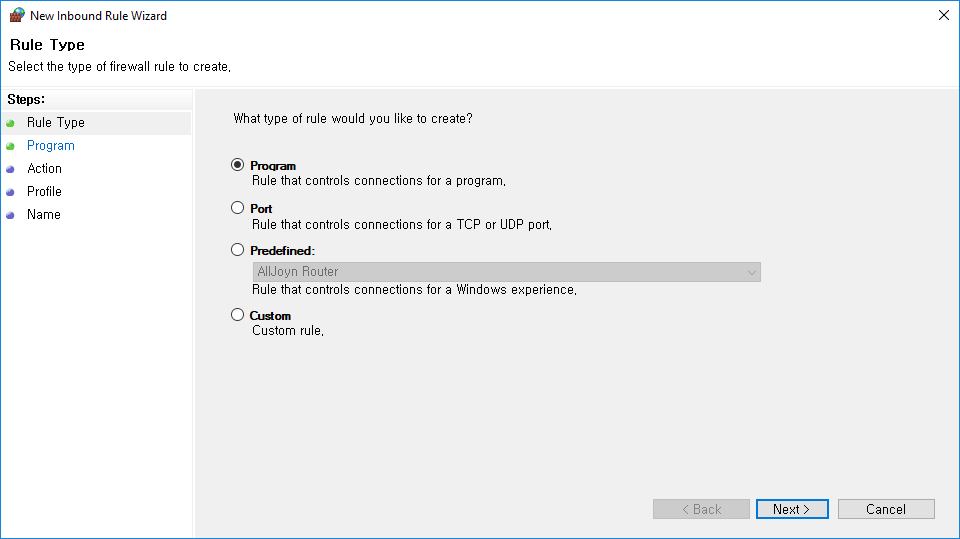 New Inbound Rule Wizard
Rule Type
Select the type of firewall rule to create.
Steps:
Rule Type
Program
Action
Profile
Name
What type of rule would you like to create?
Program
Rule that controls connections for a program.
Port
Rule that controls connections for a TCP or UDP port.
Predefined:
AllJoyn Router
Rule that controls connections for a Windows experience.
Custom
Custom rule.
< Back
Next >
Cancel